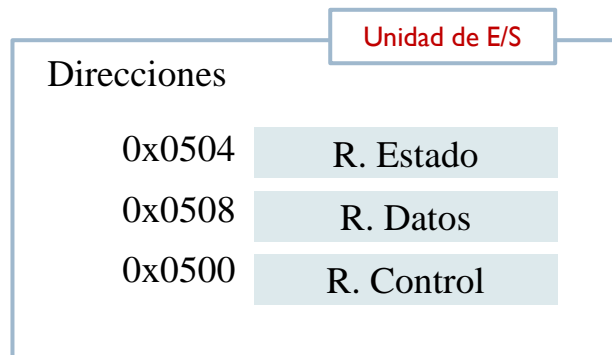 Unidad de E/S
Direcciones
0x0504 R. Estado
0x0508 R. Datos
0x0500 R. Control